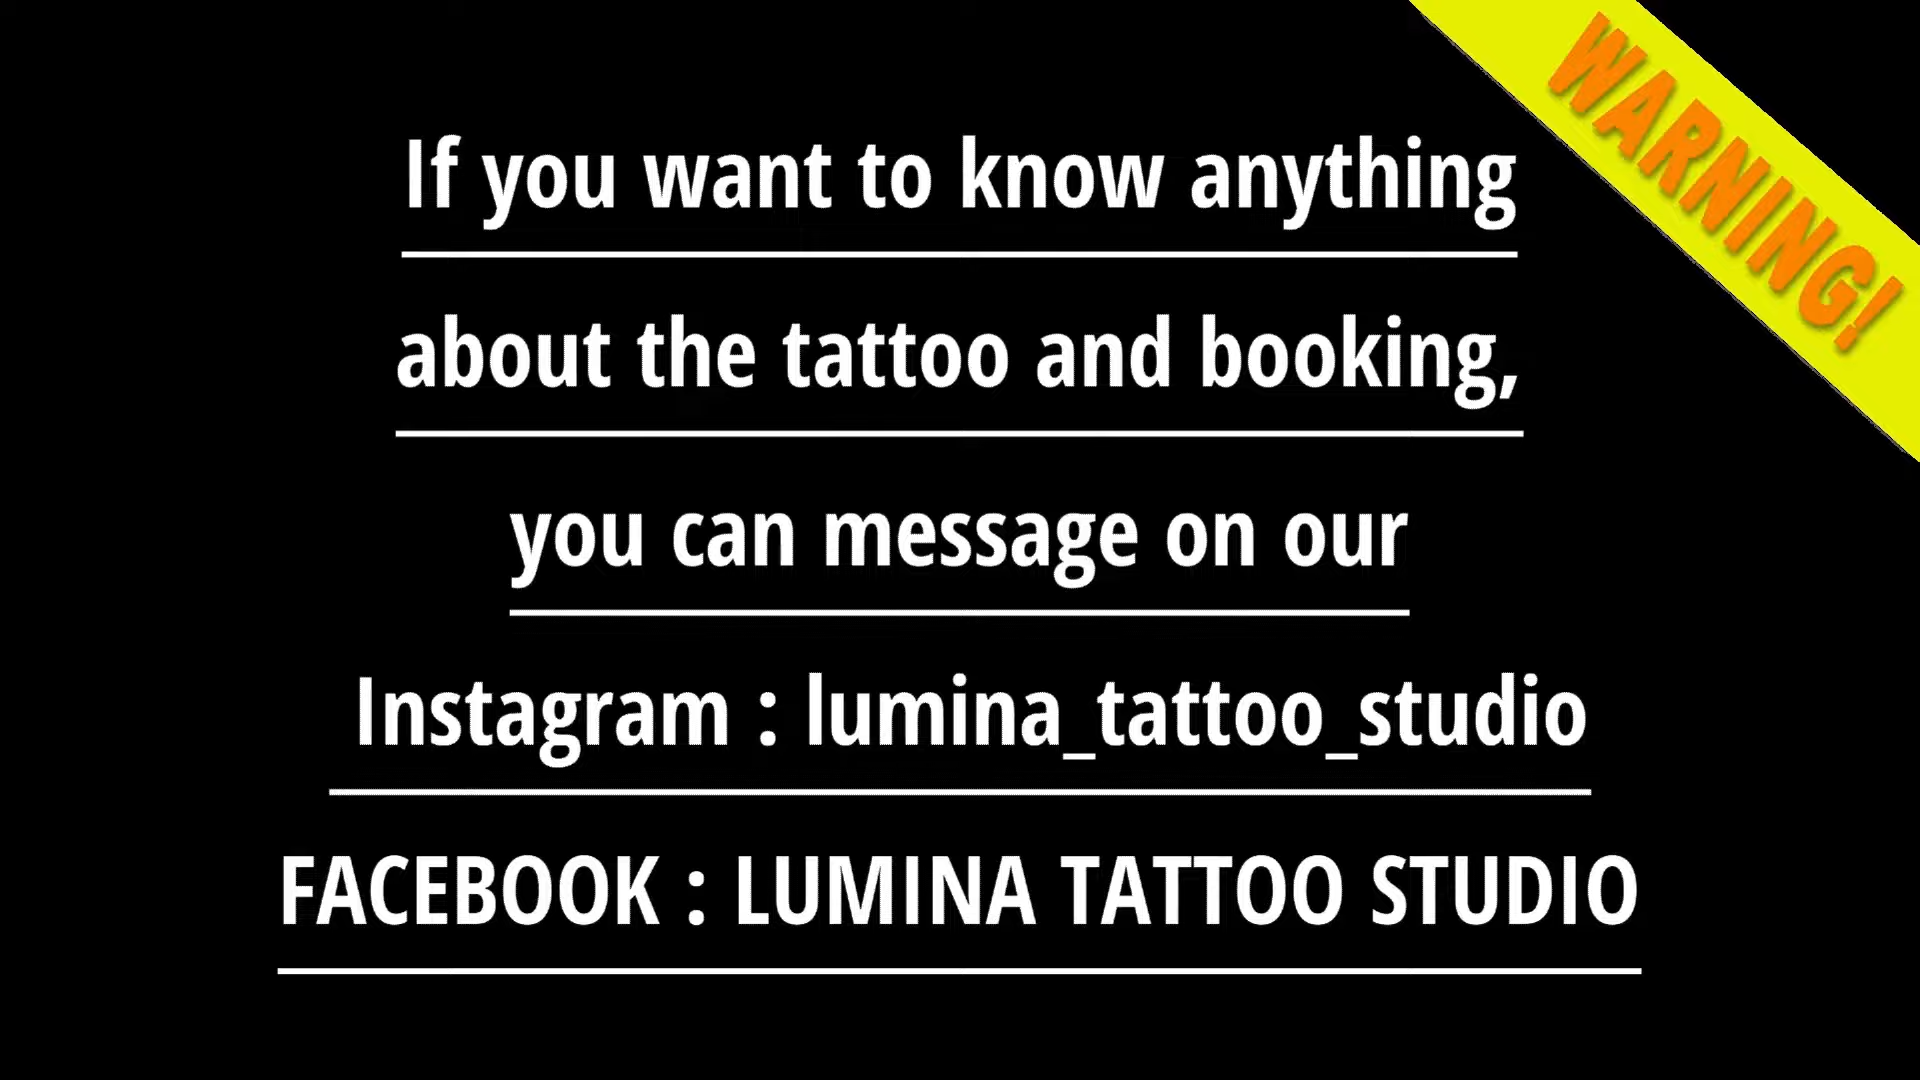 WARNING!
If you want to know anything
about the tattoo and booking,
you can message on our
Instagram : lumina_tattoo_studio
FACEBOOK : LUMINA TATTOO STUDIO